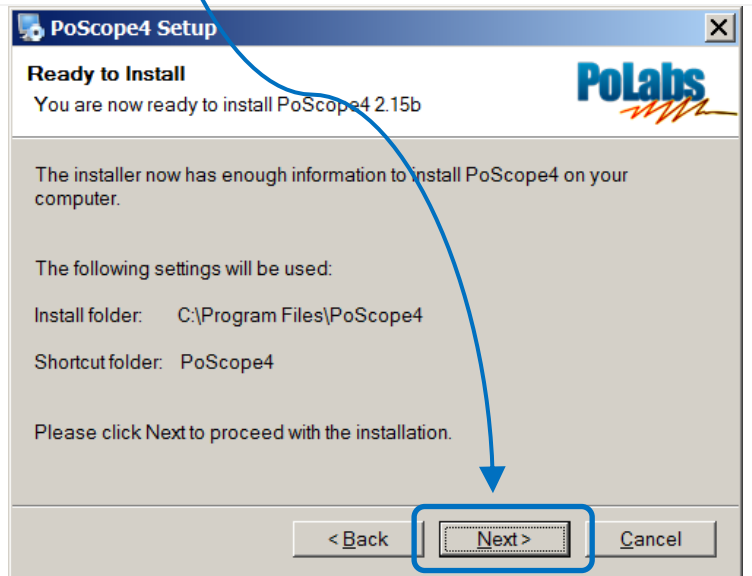 PoScope4 Setup
Ready to Install
You are now ready to install PoScope4 2.15b
PoLabs
The installer now has enough information to install PoScope4 on your
computer.
The following settings will be used:
Install folder: C:\Program Files\PoScope4
Shortcut folder: PoScope4
Please click Next to proceed with the installation.
< Back Next > Cancel